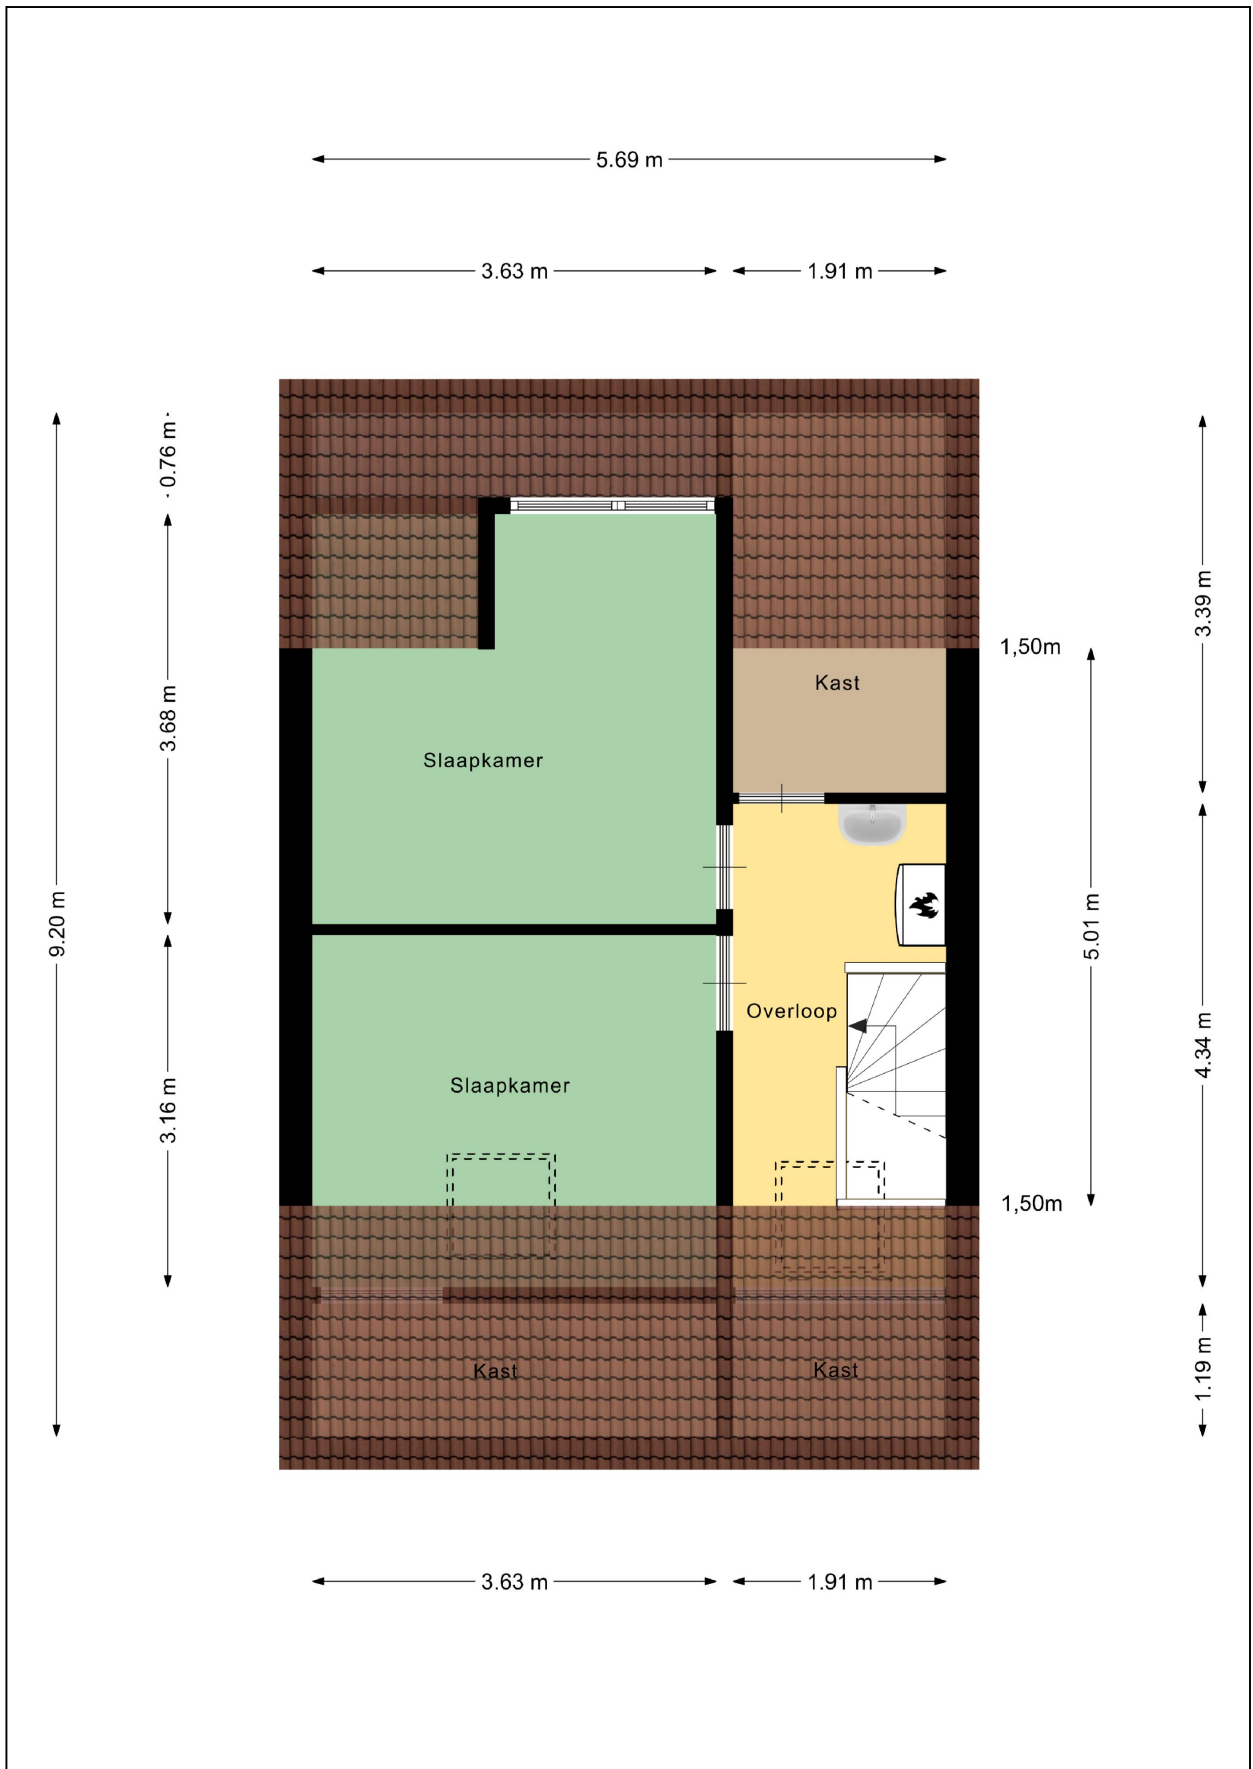 5.69 m
3.63 m
1.91 m
0.76 m
3.39 m
1,50m
Kast
3.68 m
Slaapkamer
9.20 m
5.01 m
Overloop
4.34 m
Slaapkamer
3.16 m
1,50m
Kast
Kast
1.19 m
3.63 m
1.91 m